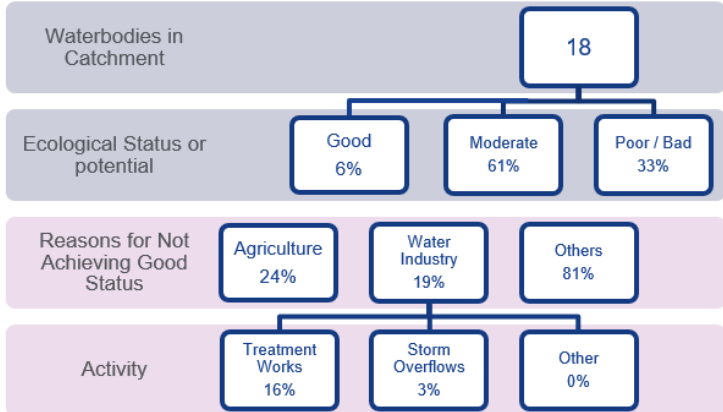 Waterbodies in
Catchment
18
Ecological Status or
potential
Good
6%
Moderate
61%
Poor / Bad
33%
Reasons for Not
Achieving Good
Status
Agriculture
24%
Water
Industry
19%
Others
81%
Activity
Treatment
Works
16%
Storm
Overflows
3%
Other
0%